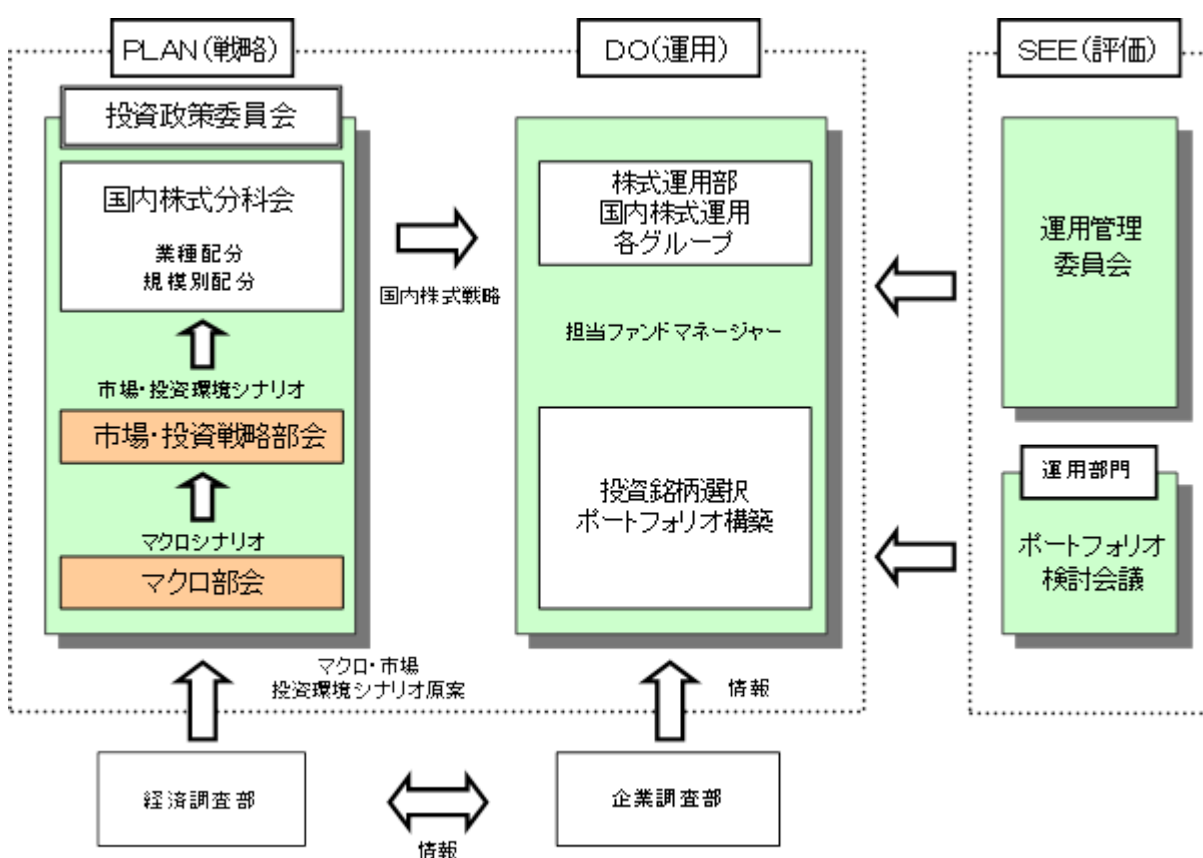 PLAN(戦略)
投資政策委員会
国内株式分科会
業種配分
規模別配分
市場・投資環境シナリオ
市場・投資戦略部会
マクロシナリオ
マクロ部会
国内株式戦略
DO(運用)
株式運用部
国内株式運用
各グループ
担当ファンドマネージャー
投資銘柄選択
ポートフォリオ構築
SEE(評価)
運用管理
委員会
運用部門
ポートフォリオ
検討会議
マクロ・市場
投資環境シナリオ原案
情報
経済調査部
情報
企業調査部